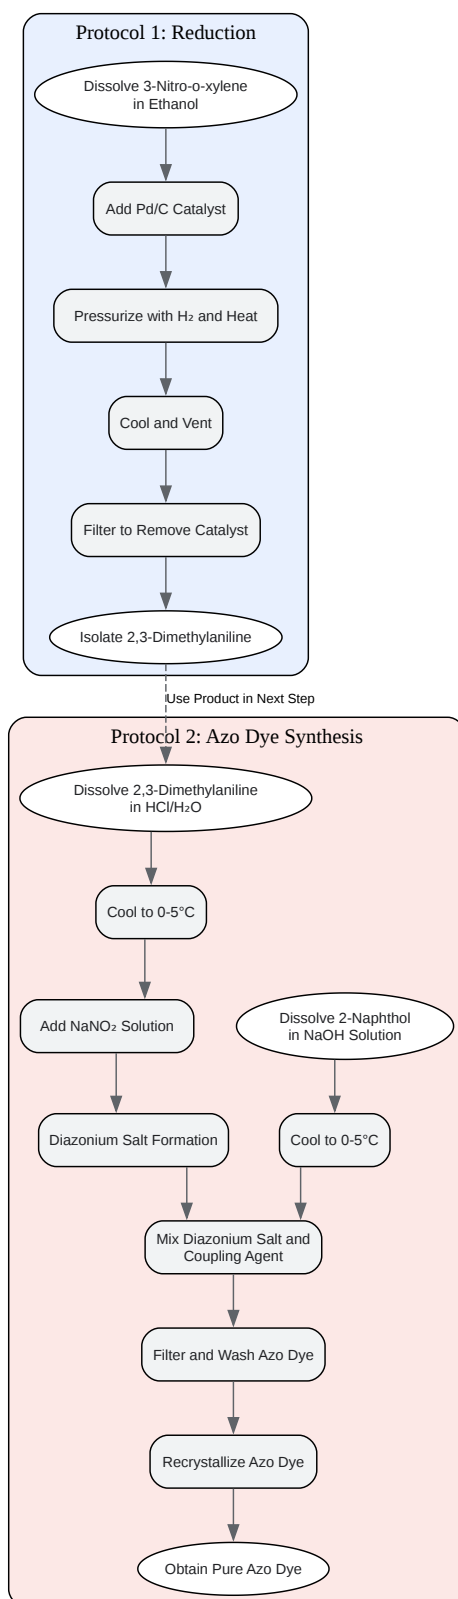 Protocol 1: Reduction
Dissolve 3-Nitro-o-xylene
in Ethanol
Add Pd/C Catalyst
Pressurize with H₂ and Heat
Cool and Vent
Filter to Remove Catalyst
Isolate 2,3-Dimethylaniline
Use Product in Next Step
Protocol 2: Azo Dye Synthesis
Dissolve 2,3-Dimethylaniline
in HCl/H₂O
Cool to 0-5°C
Add NaNO₂ Solution
Dissolve 2-Naphthol
in NaOH Solution
Diazonium Salt Formation
Cool to 0-5°C
Mix Diazonium Salt and
Coupling Agent
Filter and Wash Azo Dye
Recrystallize Azo Dye
Obtain Pure Azo Dye